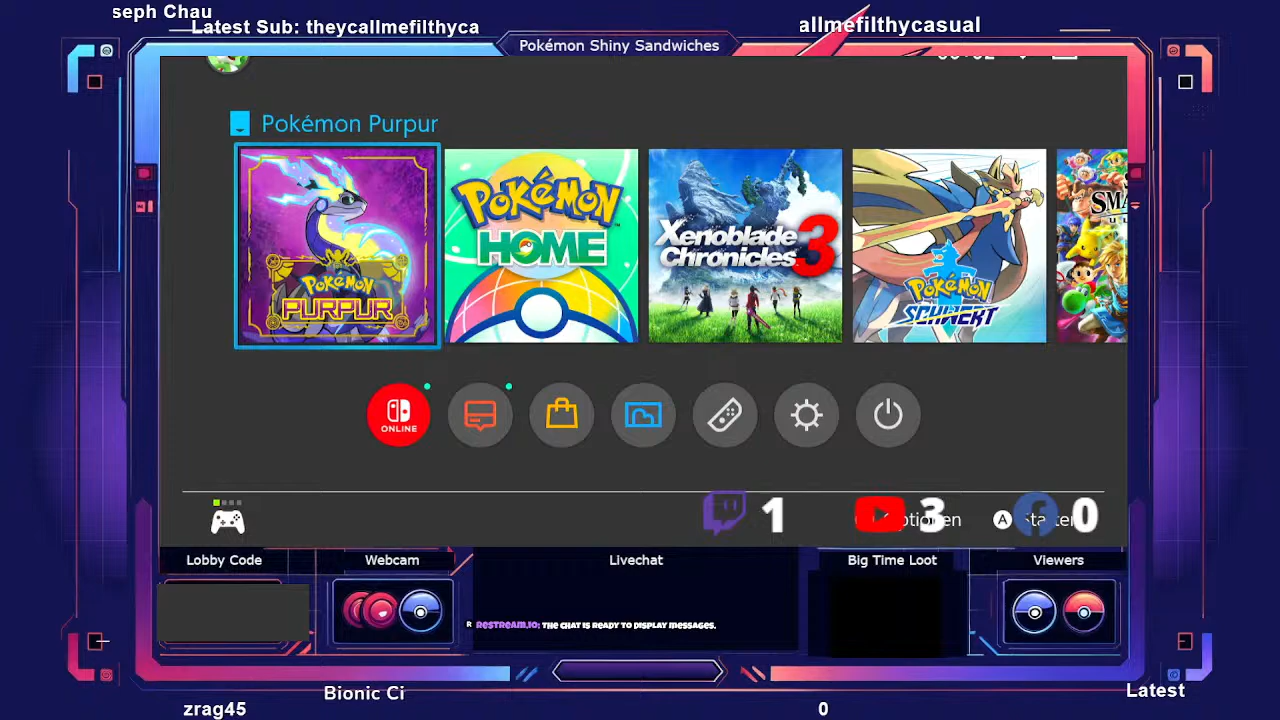 seph Chau
Latest Sub: theycallmefilthyca
allmefilthycasual
Pokémon Shiny Sandwiches
Pokémon Purpur
POKÉMON PURPUR
POKÉMON HOME
Xenoblade Chronicles 3
POKÉMON SCHWERT
SMA
ONLINE
1
3
0
A
Lobby Code
Webcam
Livechat
Big Time Loot
Viewers
R RESTREAM.IO: THE CHAT IS READY TO DISPLAY MESSAGES.
Bionic Ci
Latest
zrag45
0